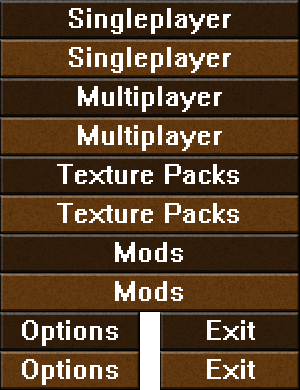 Singleplayer
Singleplayer
Multiplayer
Multiplayer
Texture Packs
Texture Packs
Mods
Mods
Options Exit
Options Exit